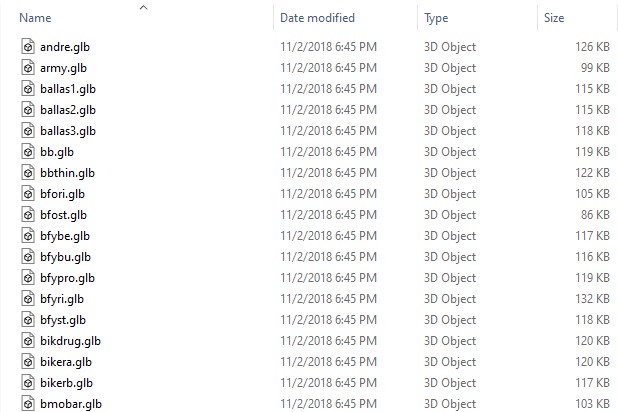 Name Date modified Type Size
andre.glb 11/2/2018 6:45 PM 3D Object 126 KB
army.glb 11/2/2018 6:45 PM 3D Object 99 KB
ballas1.glb 11/2/2018 6:45 PM 3D Object 115 KB
ballas2.glb 11/2/2018 6:45 PM 3D Object 115 KB
ballas3.glb 11/2/2018 6:45 PM 3D Object 118 KB
bb.glb 11/2/2018 6:45 PM 3D Object 119 KB
bbthin.glb 11/2/2018 6:45 PM 3D Object 122 KB
bfori.glb 11/2/2018 6:45 PM 3D Object 105 KB
bfost.glb 11/2/2018 6:45 PM 3D Object 86 KB
bfybe.glb 11/2/2018 6:45 PM 3D Object 117 KB
bfybu.glb 11/2/2018 6:45 PM 3D Object 116 KB
bfypro.glb 11/2/2018 6:45 PM 3D Object 119 KB
bfyri.glb 11/2/2018 6:45 PM 3D Object 132 KB
bfyst.glb 11/2/2018 6:45 PM 3D Object 118 KB
bikdrug.glb 11/2/2018 6:45 PM 3D Object 120 KB
bikera.glb 11/2/2018 6:45 PM 3D Object 120 KB
bikerb.glb 11/2/2018 6:45 PM 3D Object 117 KB
bmobar.glb 11/2/2018 6:45 PM 3D Object 103 KB